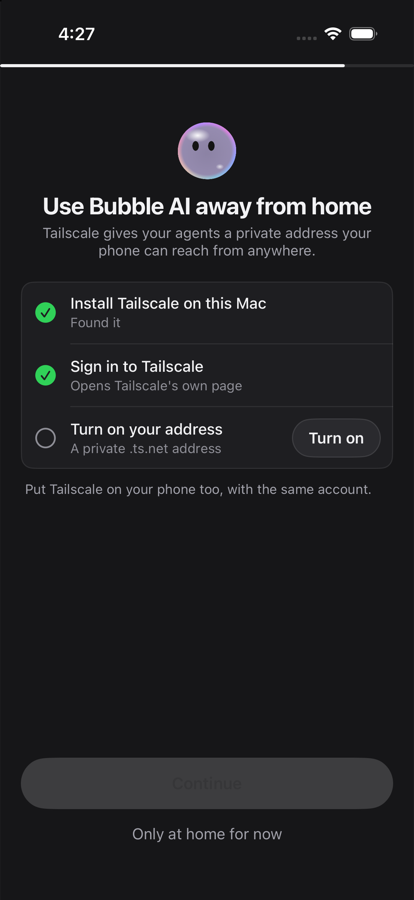 4:27
Use Bubble AI away from home
Tailscale gives your agents a private address your
phone can reach from anywhere.
Install Tailscale on this Mac
Found it
Sign in to Tailscale
Opens Tailscale's own page
Turn on your address
A private .ts.net address
Turn on
Put Tailscale on your phone too, with the same account.
Continue
Only at home for now